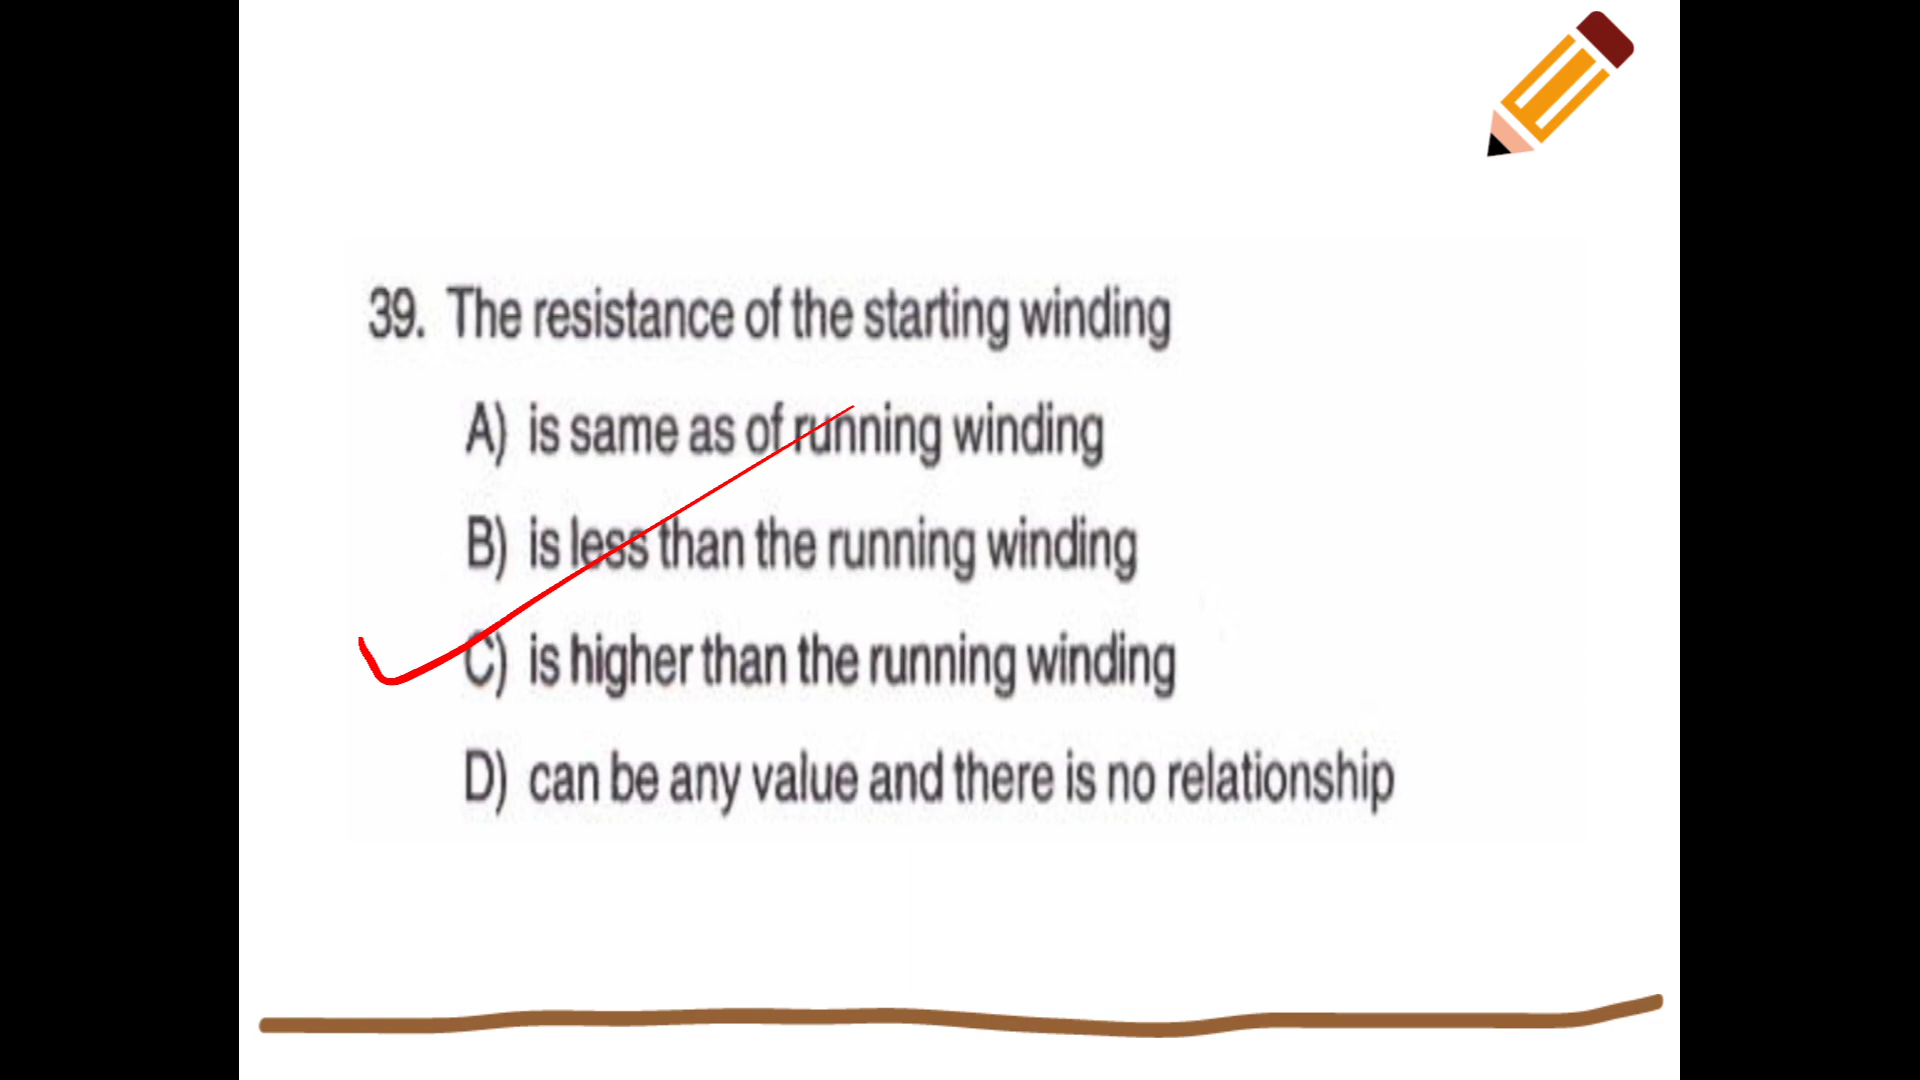 39. The resistance of the starting winding
A) is same as of running winding
B) is less than the running winding
C) is higher than the running winding
D) can be any value and there is no relationship